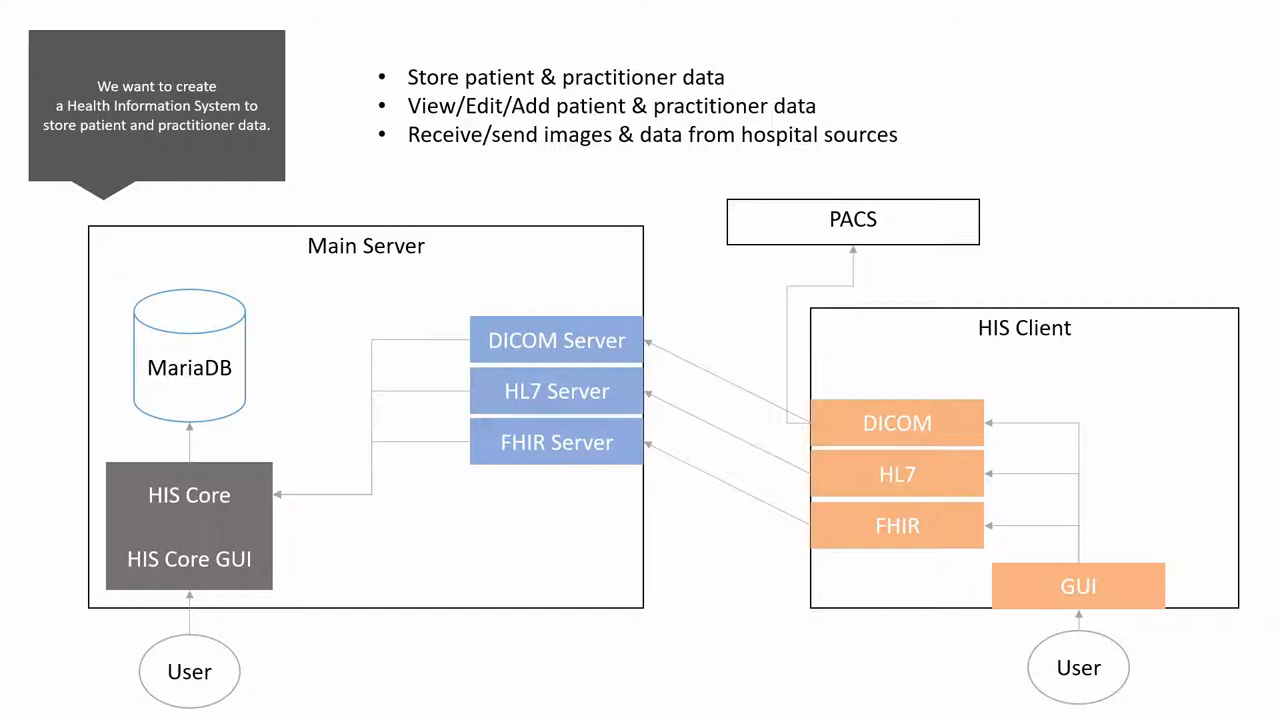 We want to create
a Health Information System to
store patient and practitioner data.
• Store patient & practitioner data
• View/Edit/Add patient & practitioner data
• Receive/send images & data from hospital sources
PACS
Main Server
HIS Client
MariaDB
DICOM Server
HL7 Server
FHIR Server
DICOM
HL7
FHIR
HIS Core
HIS Core GUI
GUI
User
User